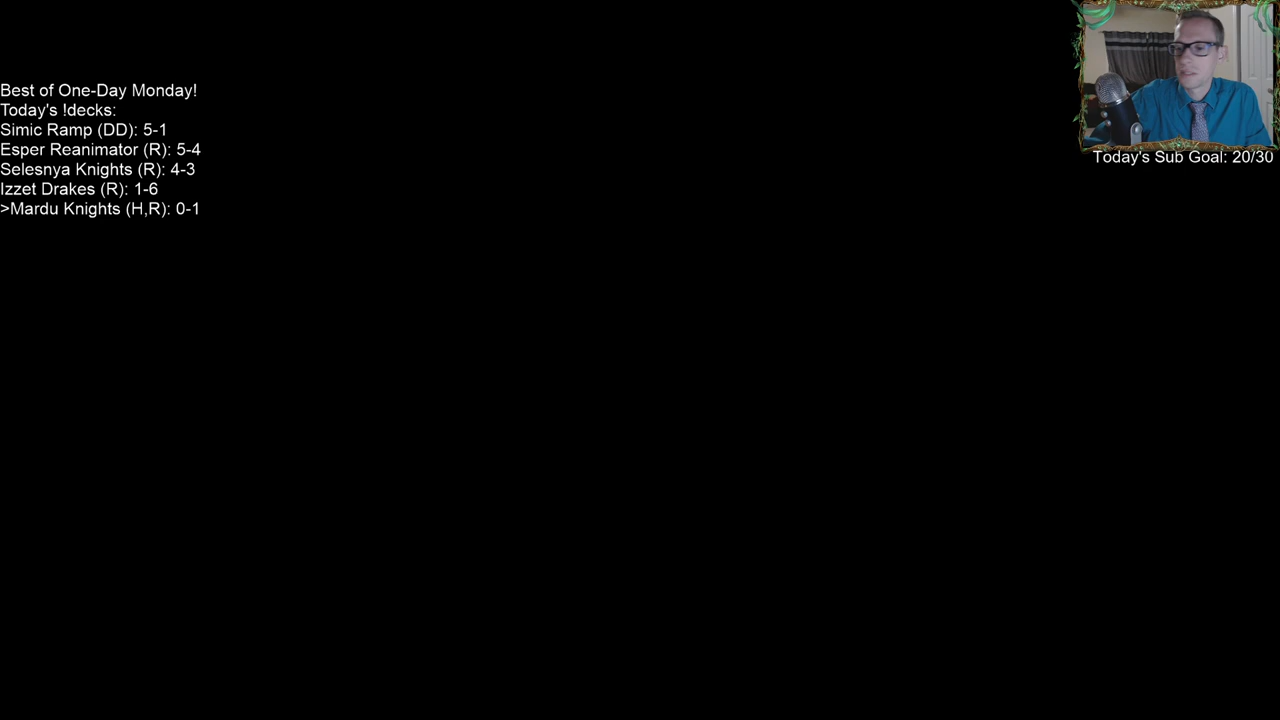 Best of One-Day Monday!
Today's !decks:
Simic Ramp (DD): 5-1
Esper Reanimator (R): 5-4
Selesnya Knights (R): 4-3
Izzet Drakes (R): 1-6
>Mardu Knights (H,R): 0-1
Today's Sub Goal: 20/30